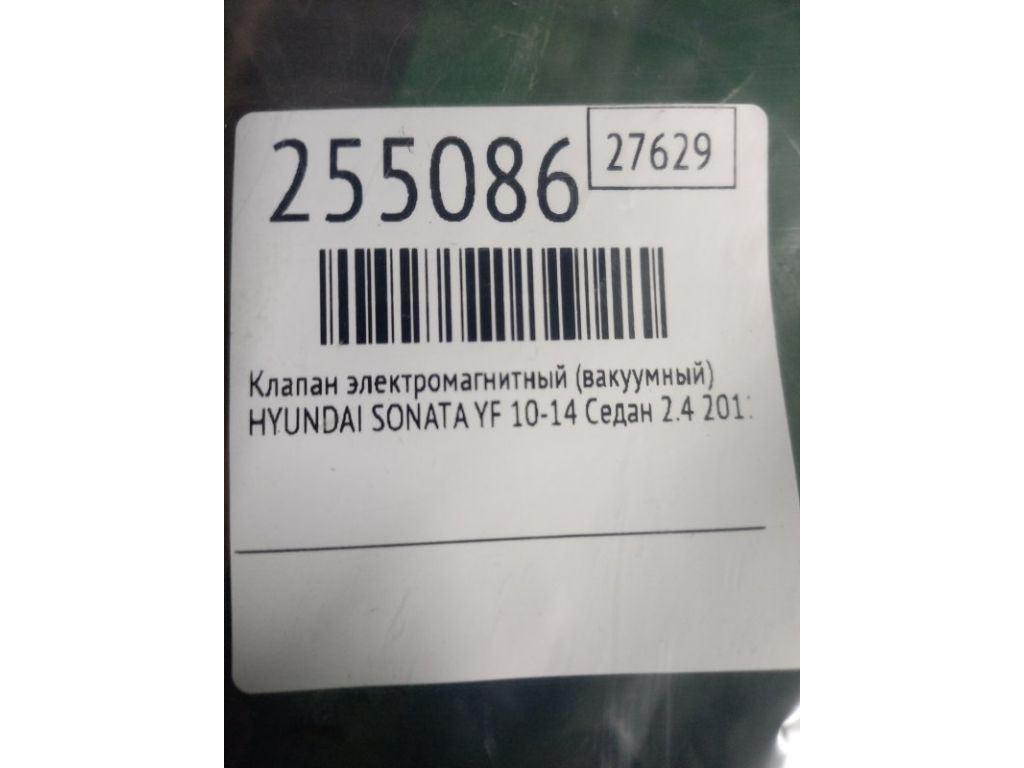 255086
27629
Клапан электромагнитный (вакуумный)
HYUNDAI SONATA YF 10-14 Седан 2.4